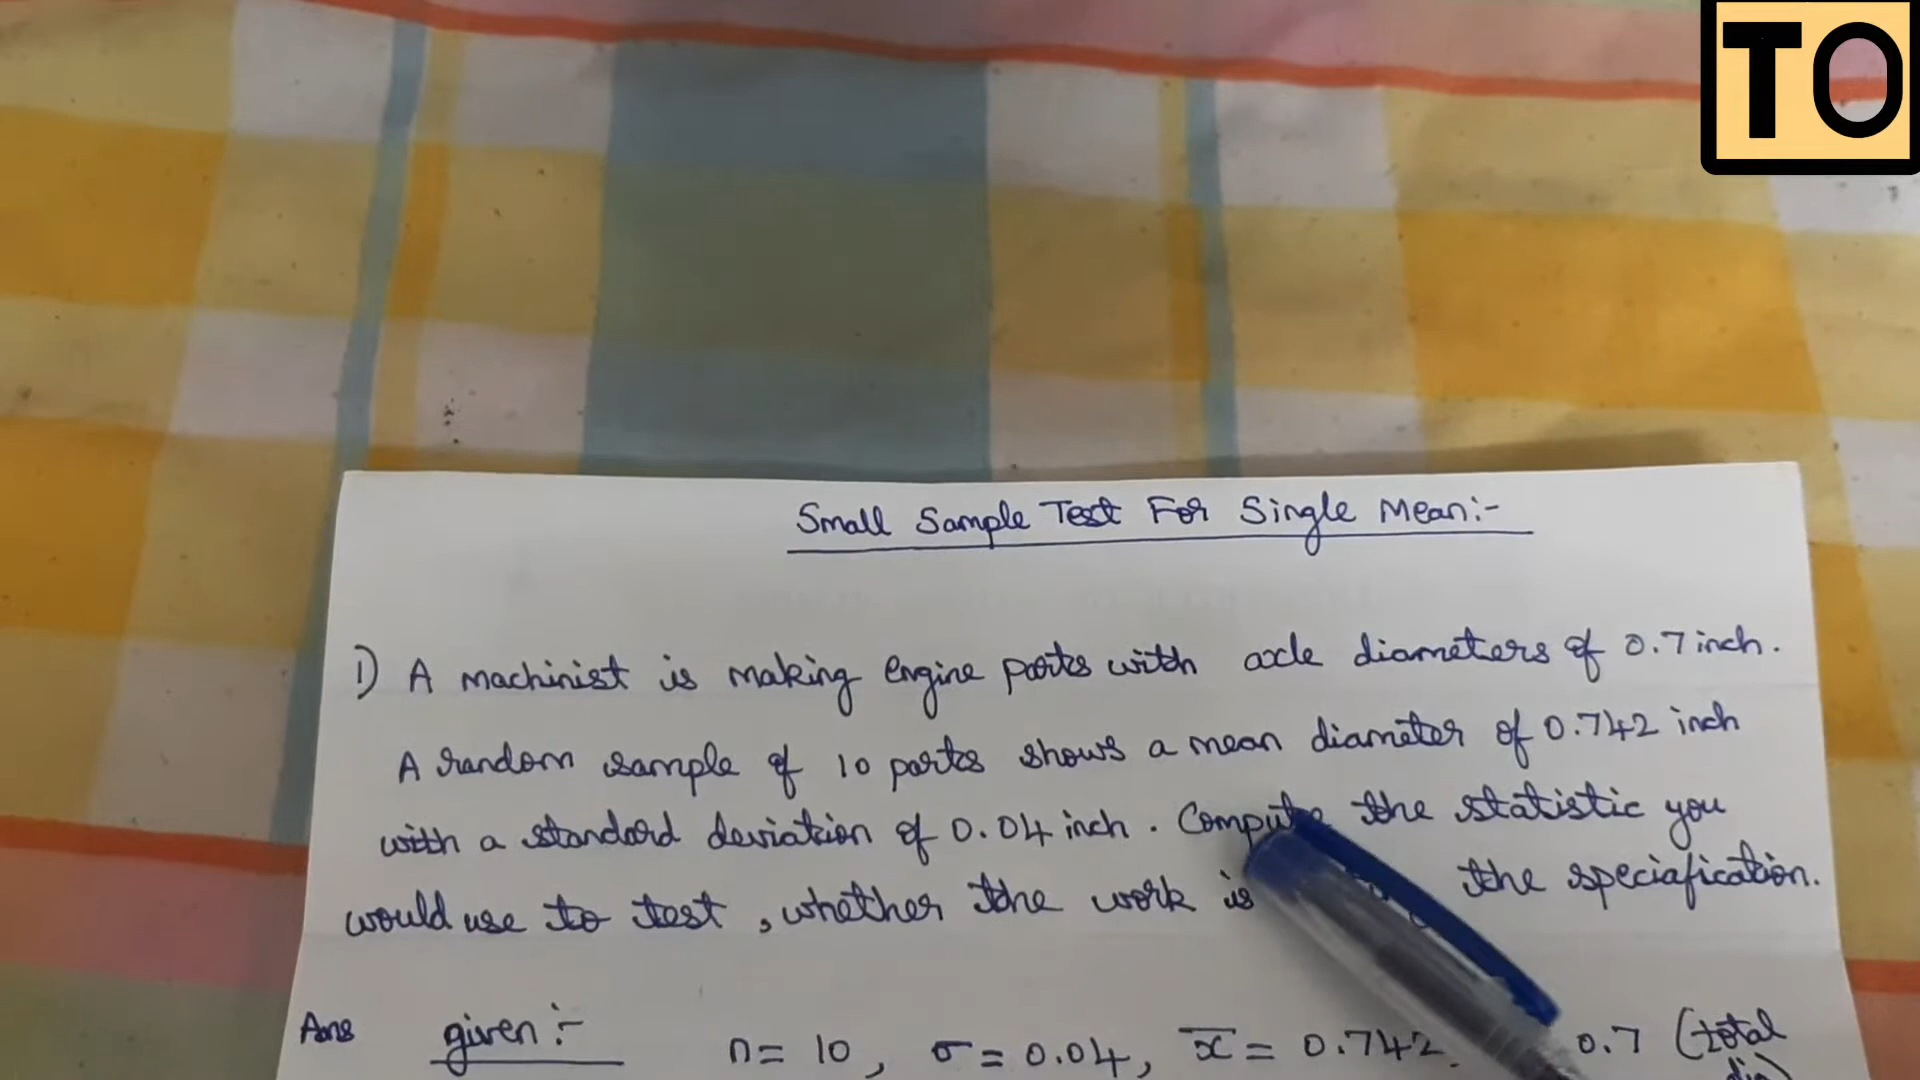 TO
Small Sample Test For Single Mean:-
1) A machinist is making engine parts with axle diameters of 0.7 inch.
A random sample of 10 parts shows a mean diameter of 0.742 inch
with a standard deviation of 0.04 inch. Compute the statistic you
would use to test, whether the work is the speciafication.
Ans given:- n = 10, σ = 0.04, x̄ = 0.742, 0.7 (total
dia)